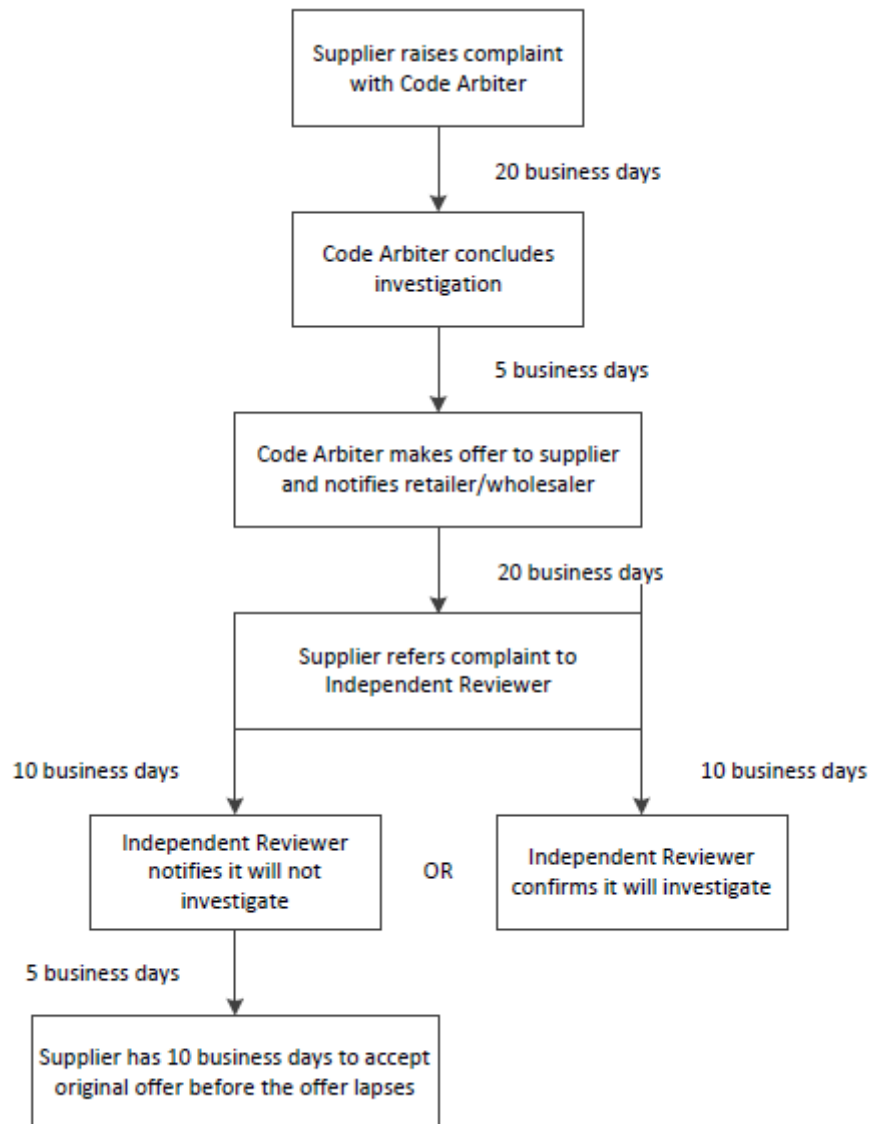 Supplier raises complaint
with Code Arbiter
20 business days
Code Arbiter concludes
investigation
5 business days
Code Arbiter makes offer to supplier
and notifies retailer/wholesaler
20 business days
Supplier refers complaint to
Independent Reviewer
10 business days
10 business days
Independent Reviewer
notifies it will not
investigate
OR
Independent Reviewer
confirms it will investigate
5 business days
Supplier has 10 business days to accept
original offer before the offer lapses